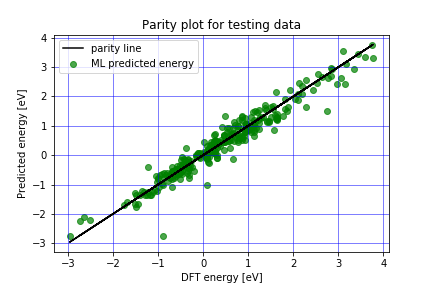 Parity plot for testing data
parity line
ML predicted energy
Predicted energy [eV]
4
3
2
1
0
−1
−2
−3
−3 −2 −1 0 1 2 3 4
DFT energy [eV]